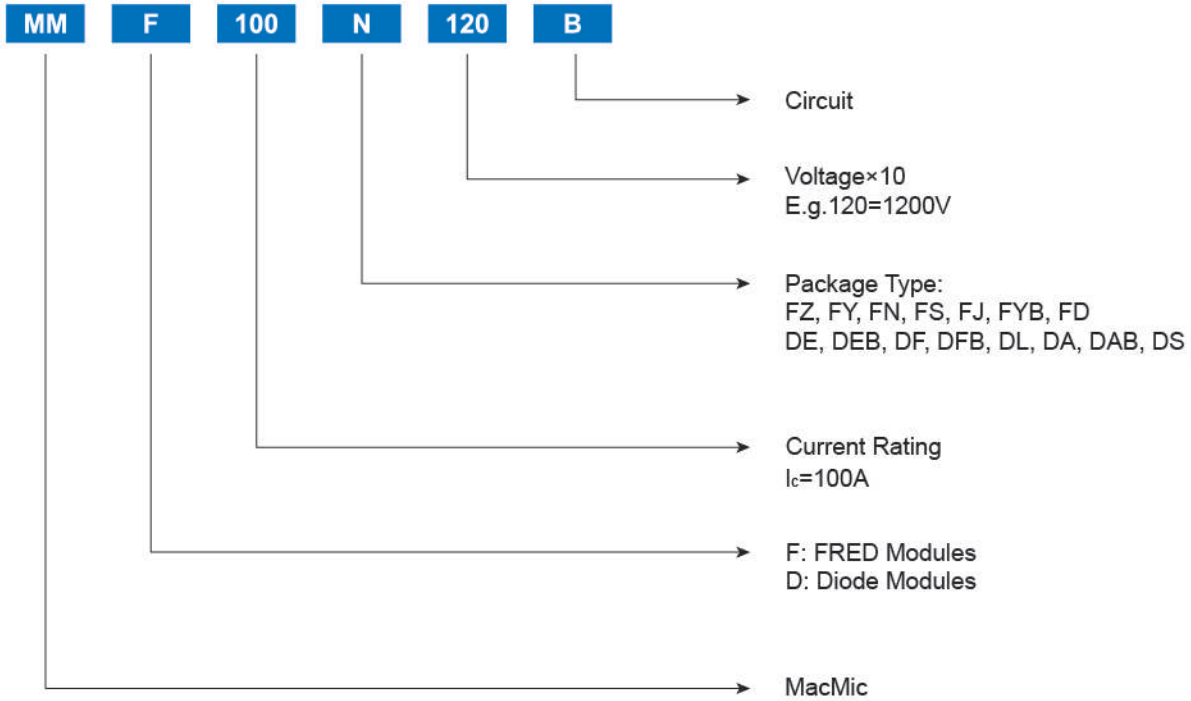 MM F 100 N 120 B
Circuit
Voltage×10
E.g.120=1200V
Package Type:
FZ, FY, FN, FS, FJ, FYB, FD
DE, DEB, DF, DFB, DL, DA, DAB, DS
Current Rating
Ic=100A
F: FRED Modules
D: Diode Modules
MacMic